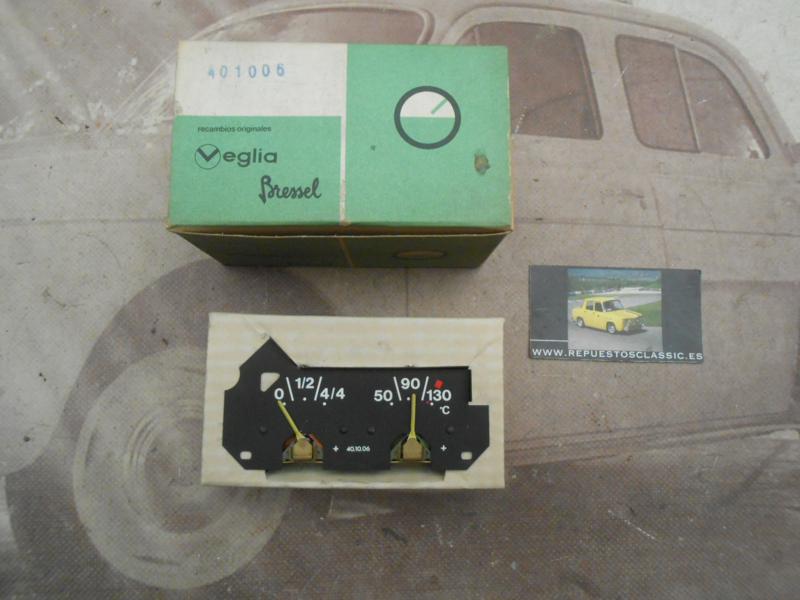 401006
recambios originales
Veglia
Bressel
WWW.REPUESTOSCLASSIC.ES
0 1/2 4/4 50 90 130
°C
+ 40.10.06 +